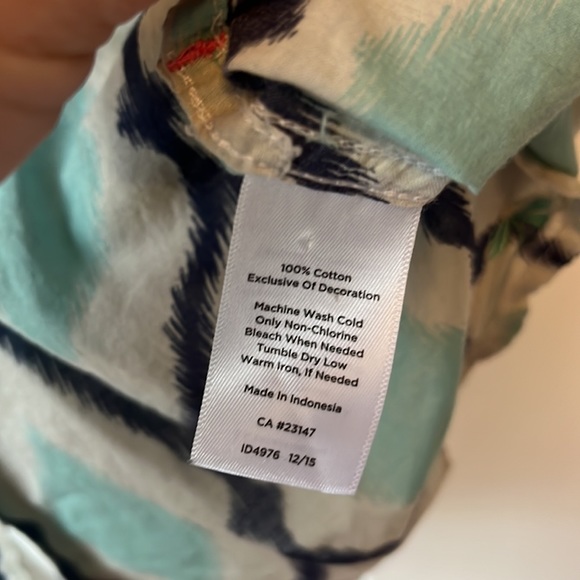 100% Cotton
Exclusive Of Decoration
Machine Wash Cold
Only Non-Chlorine
Bleach When Needed
Tumble Dry Low
Warm Iron, If Needed
Made In Indonesia
CA #23147
ID4976 12/15